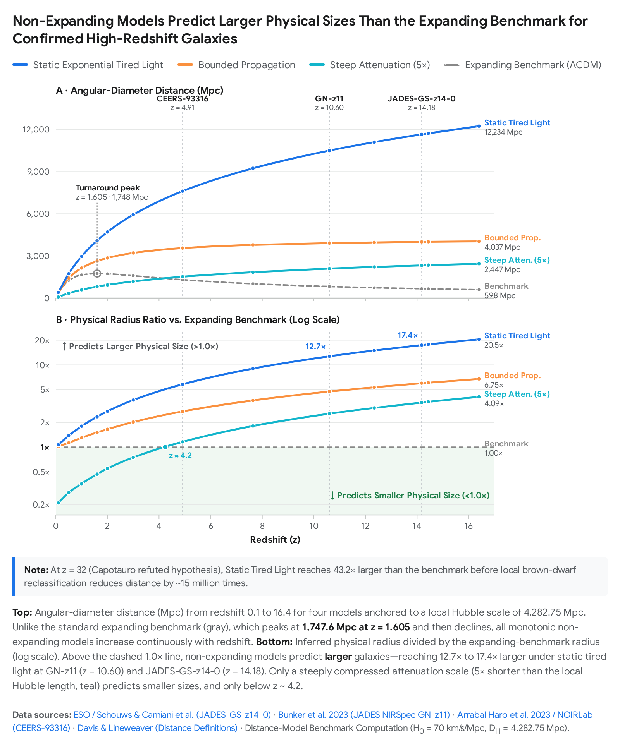 Non-Expanding Models Predict Larger Physical Sizes Than the Expanding Benchmark for
Confirmed High-Redshift Galaxies
Static Exponential Tired Light
Bounded Propagation
Steep Attenuation (5×)
Expanding Benchmark (ΛCDM)
A · Angular-Diameter Distance (Mpc)
CEERS-93316
z = 4.91
GN-z11
z = 10.60
JADES-GS-z14-0
z = 14.18
12,000
9,000
6,000
3,000
0
Turnaround peak
z = 1.605 · 1,748 Mpc
Static Tired Light
12,234 Mpc
Bounded Prop.
4,037 Mpc
Steep Atten. (5×)
2,447 Mpc
Benchmark
598 Mpc
B · Physical Radius Ratio vs. Expanding Benchmark (Log Scale)
20×
10×
5×
2×
1×
0.5×
0.2×
↑ Predicts Larger Physical Size (>1.0×)
12.7×
17.4×
z = 4.2
↓ Predicts Smaller Physical Size (<1.0×)
Static Tired Light
20.5×
Bounded Prop.
6.75×
Steep Atten. (5×)
4.09×
Benchmark
1.00×
0 2 4 6 8 10 12 14 16
Redshift (z)
Note: At z = 32 (Capotauro refuted hypothesis), Static Tired Light reaches 43.2× larger than the benchmark before local brown-dwarf
reclassification reduces distance by ~15 million times.
Top: Angular-diameter distance (Mpc) from redshift 0.1 to 16.4 for four models anchored to a local Hubble scale of 4,282.75 Mpc.
Unlike the standard expanding benchmark (gray), which peaks at 1,747.6 Mpc at z = 1.605 and then declines, all monotonic non-
expanding models increase continuously with redshift. Bottom: Inferred physical radius divided by the expanding-benchmark radius
(log scale). Above the dashed 1.0× line, non-expanding models predict larger galaxies—reaching 12.7× to 17.4× larger under static tired
light at GN-z11 (z = 10.60) and JADES-GS-z14-0 (z = 14.18). Only a steeply compressed attenuation scale (5× shorter than the local
Hubble length, teal) predicts smaller sizes, and only below z ~ 4.2.
Data sources: ESO / Schouws & Carniani et al. (JADES-GS-z14-0) · Bunker et al. 2023 (JADES NIRSpec GN-z11) · Arrabal Haro et al. 2023 / NOIRLab
(CEERS-93316) · Davis & Lineweaver (Distance Definitions) · Distance-Model Benchmark Computation (H0 = 70 km/s/Mpc, DH = 4,282.75 Mpc).